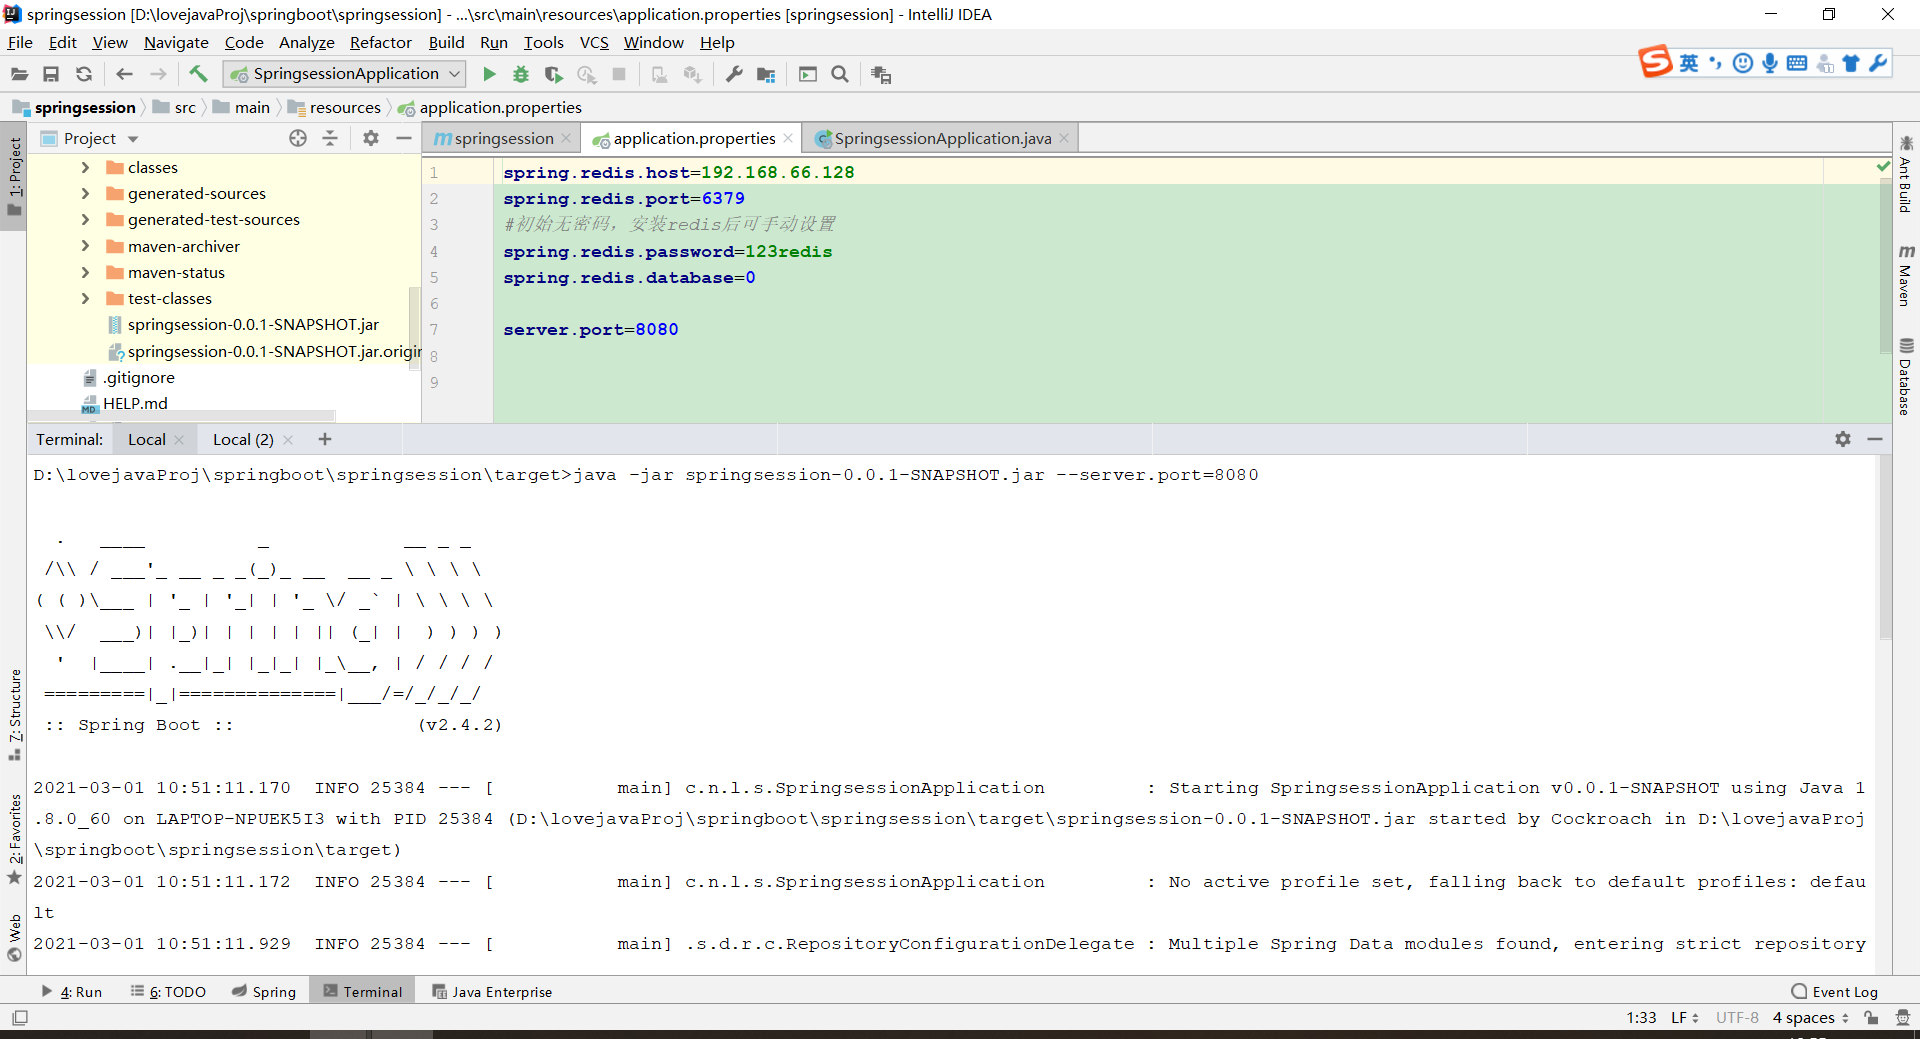 springsession [D:\lovejavaProj\springboot\springsession] - ...\src\main\resources\application.properties [springsession] - IntelliJ IDEA
File Edit View Navigate Code Analyze Refactor Build Run Tools VCS Window Help
SpringsessionApplication
英
springsession src main resources application.properties
1: Project
Project
springsession
application.properties
SpringsessionApplication.java
classes
generated-sources
generated-test-sources
maven-archiver
maven-status
test-classes
springsession-0.0.1-SNAPSHOT.jar
springsession-0.0.1-SNAPSHOT.jar.origin
.gitignore
HELP.md
1 spring.redis.host=192.168.66.128
2 spring.redis.port=6379
3 #初始无密码，安装redis后可手动设置
4 spring.redis.password=123redis
5 spring.redis.database=0
6
7 server.port=8080
8
9
Ant Build
Maven
Database
Terminal: Local Local (2)
D:\lovejavaProj\springboot\springsession\target>java -jar springsession-0.0.1-SNAPSHOT.jar --server.port=8080
  .   ____          _            __ _ _
 /\\ / ___'_ __ _ _(_)_ __  __ _ \ \ \ \
( ( )\___ | '_ | '_| | '_ \/ _` | \ \ \ \
 \\/  ___)| |_)| | | | | || (_| |  ) ) ) )
  '  |____| .__|_| |_|_| |_\__, | / / / /
 =========|_|==============|___/=/_/_/_/
 :: Spring Boot ::                (v2.4.2)
2021-03-01 10:51:11.170  INFO 25384 --- [           main] c.n.l.s.SpringsessionApplication         : Starting SpringsessionApplication v0.0.1-SNAPSHOT using Java 1
.8.0_60 on LAPTOP-NPUEK5I3 with PID 25384 (D:\lovejavaProj\springboot\springsession\target\springsession-0.0.1-SNAPSHOT.jar started by Cockroach in D:\lovejavaProj
\springboot\springsession\target)
2021-03-01 10:51:11.172  INFO 25384 --- [           main] c.n.l.s.SpringsessionApplication         : No active profile set, falling back to default profiles: defau
lt
2021-03-01 10:51:11.929  INFO 25384 --- [           main] .s.d.r.c.RepositoryConfigurationDelegate : Multiple Spring Data modules found, entering strict repository
7: Structure
2: Favorites
Web
4: Run 6: TODO Spring Terminal Java Enterprise Event Log
1:33 LF UTF-8 4 spaces